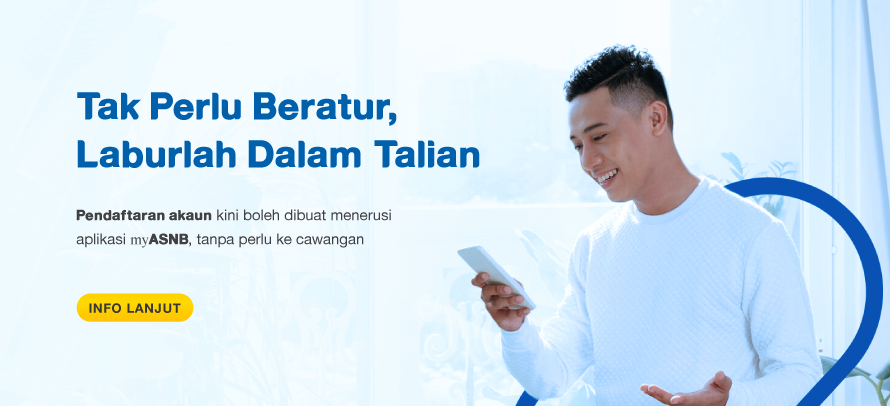 Tak Perlu Beratur,
Laburlah Dalam Talian
Pendaftaran akaun kini boleh dibuat menerusi
aplikasi myASNB, tanpa perlu ke cawangan
INFO LANJUT